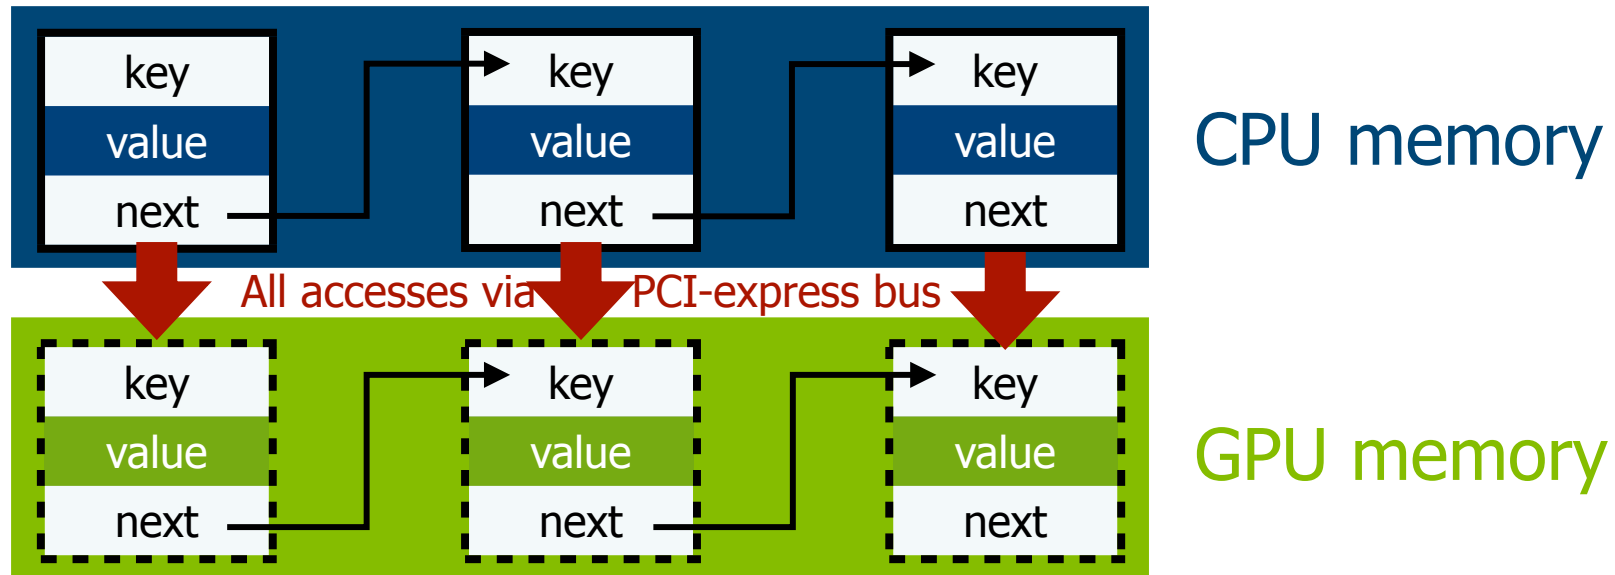 key
value
next
key
value
next
key
value
next
CPU memory
All accesses via PCI-express bus
key
value
next
key
value
next
key
value
next
GPU memory